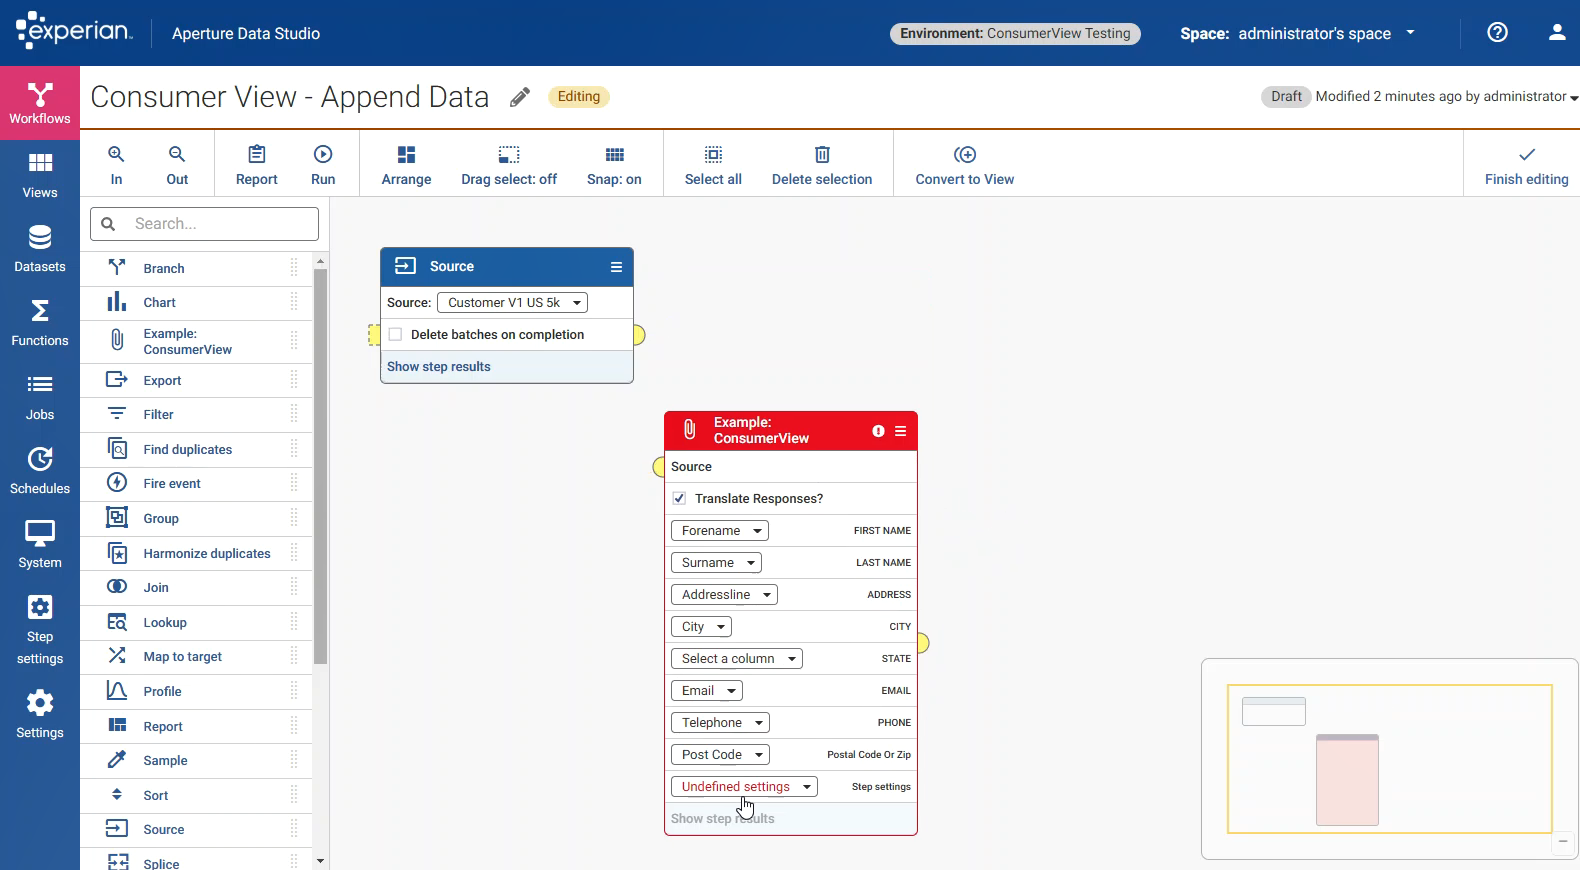 experian.
Aperture Data Studio
Environment: ConsumerView Testing
Space: administrator's space
Workflows
Views
Datasets
Functions
Jobs
Schedules
System
Step
settings
Settings
Consumer View - Append Data
Editing
Draft
Modified 2 minutes ago by administrator
In
Out
Report
Run
Arrange
Drag select: off
Snap: on
Select all
Delete selection
Convert to View
Finish editing
Search...
Branch
Chart
Example:
ConsumerView
Export
Filter
Find duplicates
Fire event
Group
Harmonize duplicates
Join
Lookup
Map to target
Profile
Report
Sample
Sort
Source
Splice
Source
Source: Customer V1 US 5k
Delete batches on completion
Show step results
Example:
ConsumerView
Source
Translate Responses?
Forename FIRST NAME
Surname LAST NAME
Addressline ADDRESS
City CITY
Select a column STATE
Email EMAIL
Telephone PHONE
Post Code Postal Code Or Zip
Undefined settings Step settings
Show step results